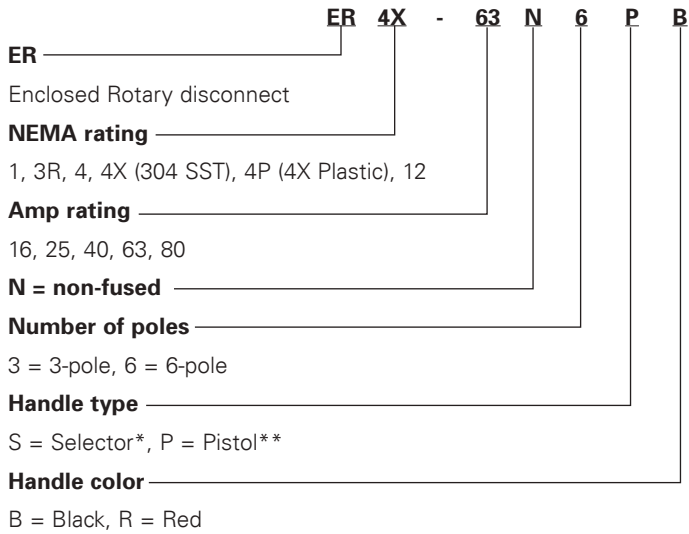 ER 4X - 63 N 6 P B
ER
Enclosed Rotary disconnect
NEMA rating
1, 3R, 4, 4X (304 SST), 4P (4X Plastic), 12
Amp rating
16, 25, 40, 63, 80
N = non-fused
Number of poles
3 = 3-pole, 6 = 6-pole
Handle type
S = Selector*, P = Pistol**
Handle color
B = Black, R = Red